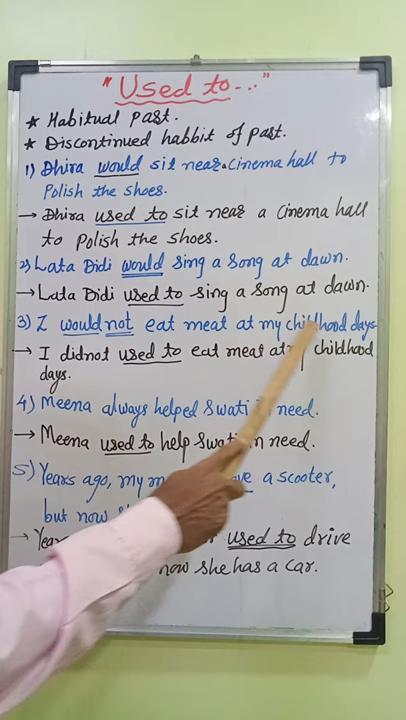 "Used to..."
* Habitual past.
* Discontinued habbit of past.
1) Dhira would sit near a cinema hall to
Polish the shoes.
→ Dhira used to sit near a cinema hall
to polish the shoes.
2) Lata Didi would sing a song at dawn.
→ Lata Didi used to sing a song at dawn.
3) I would not eat meat at my childhood days
→ I didnot used to eat meat at childhood
days.
4) Meena always helped Swati in need.
→ Meena used to help Swati in need.
5) Years ago, my a scooter,
but now
→ used to drive
now she has a car.